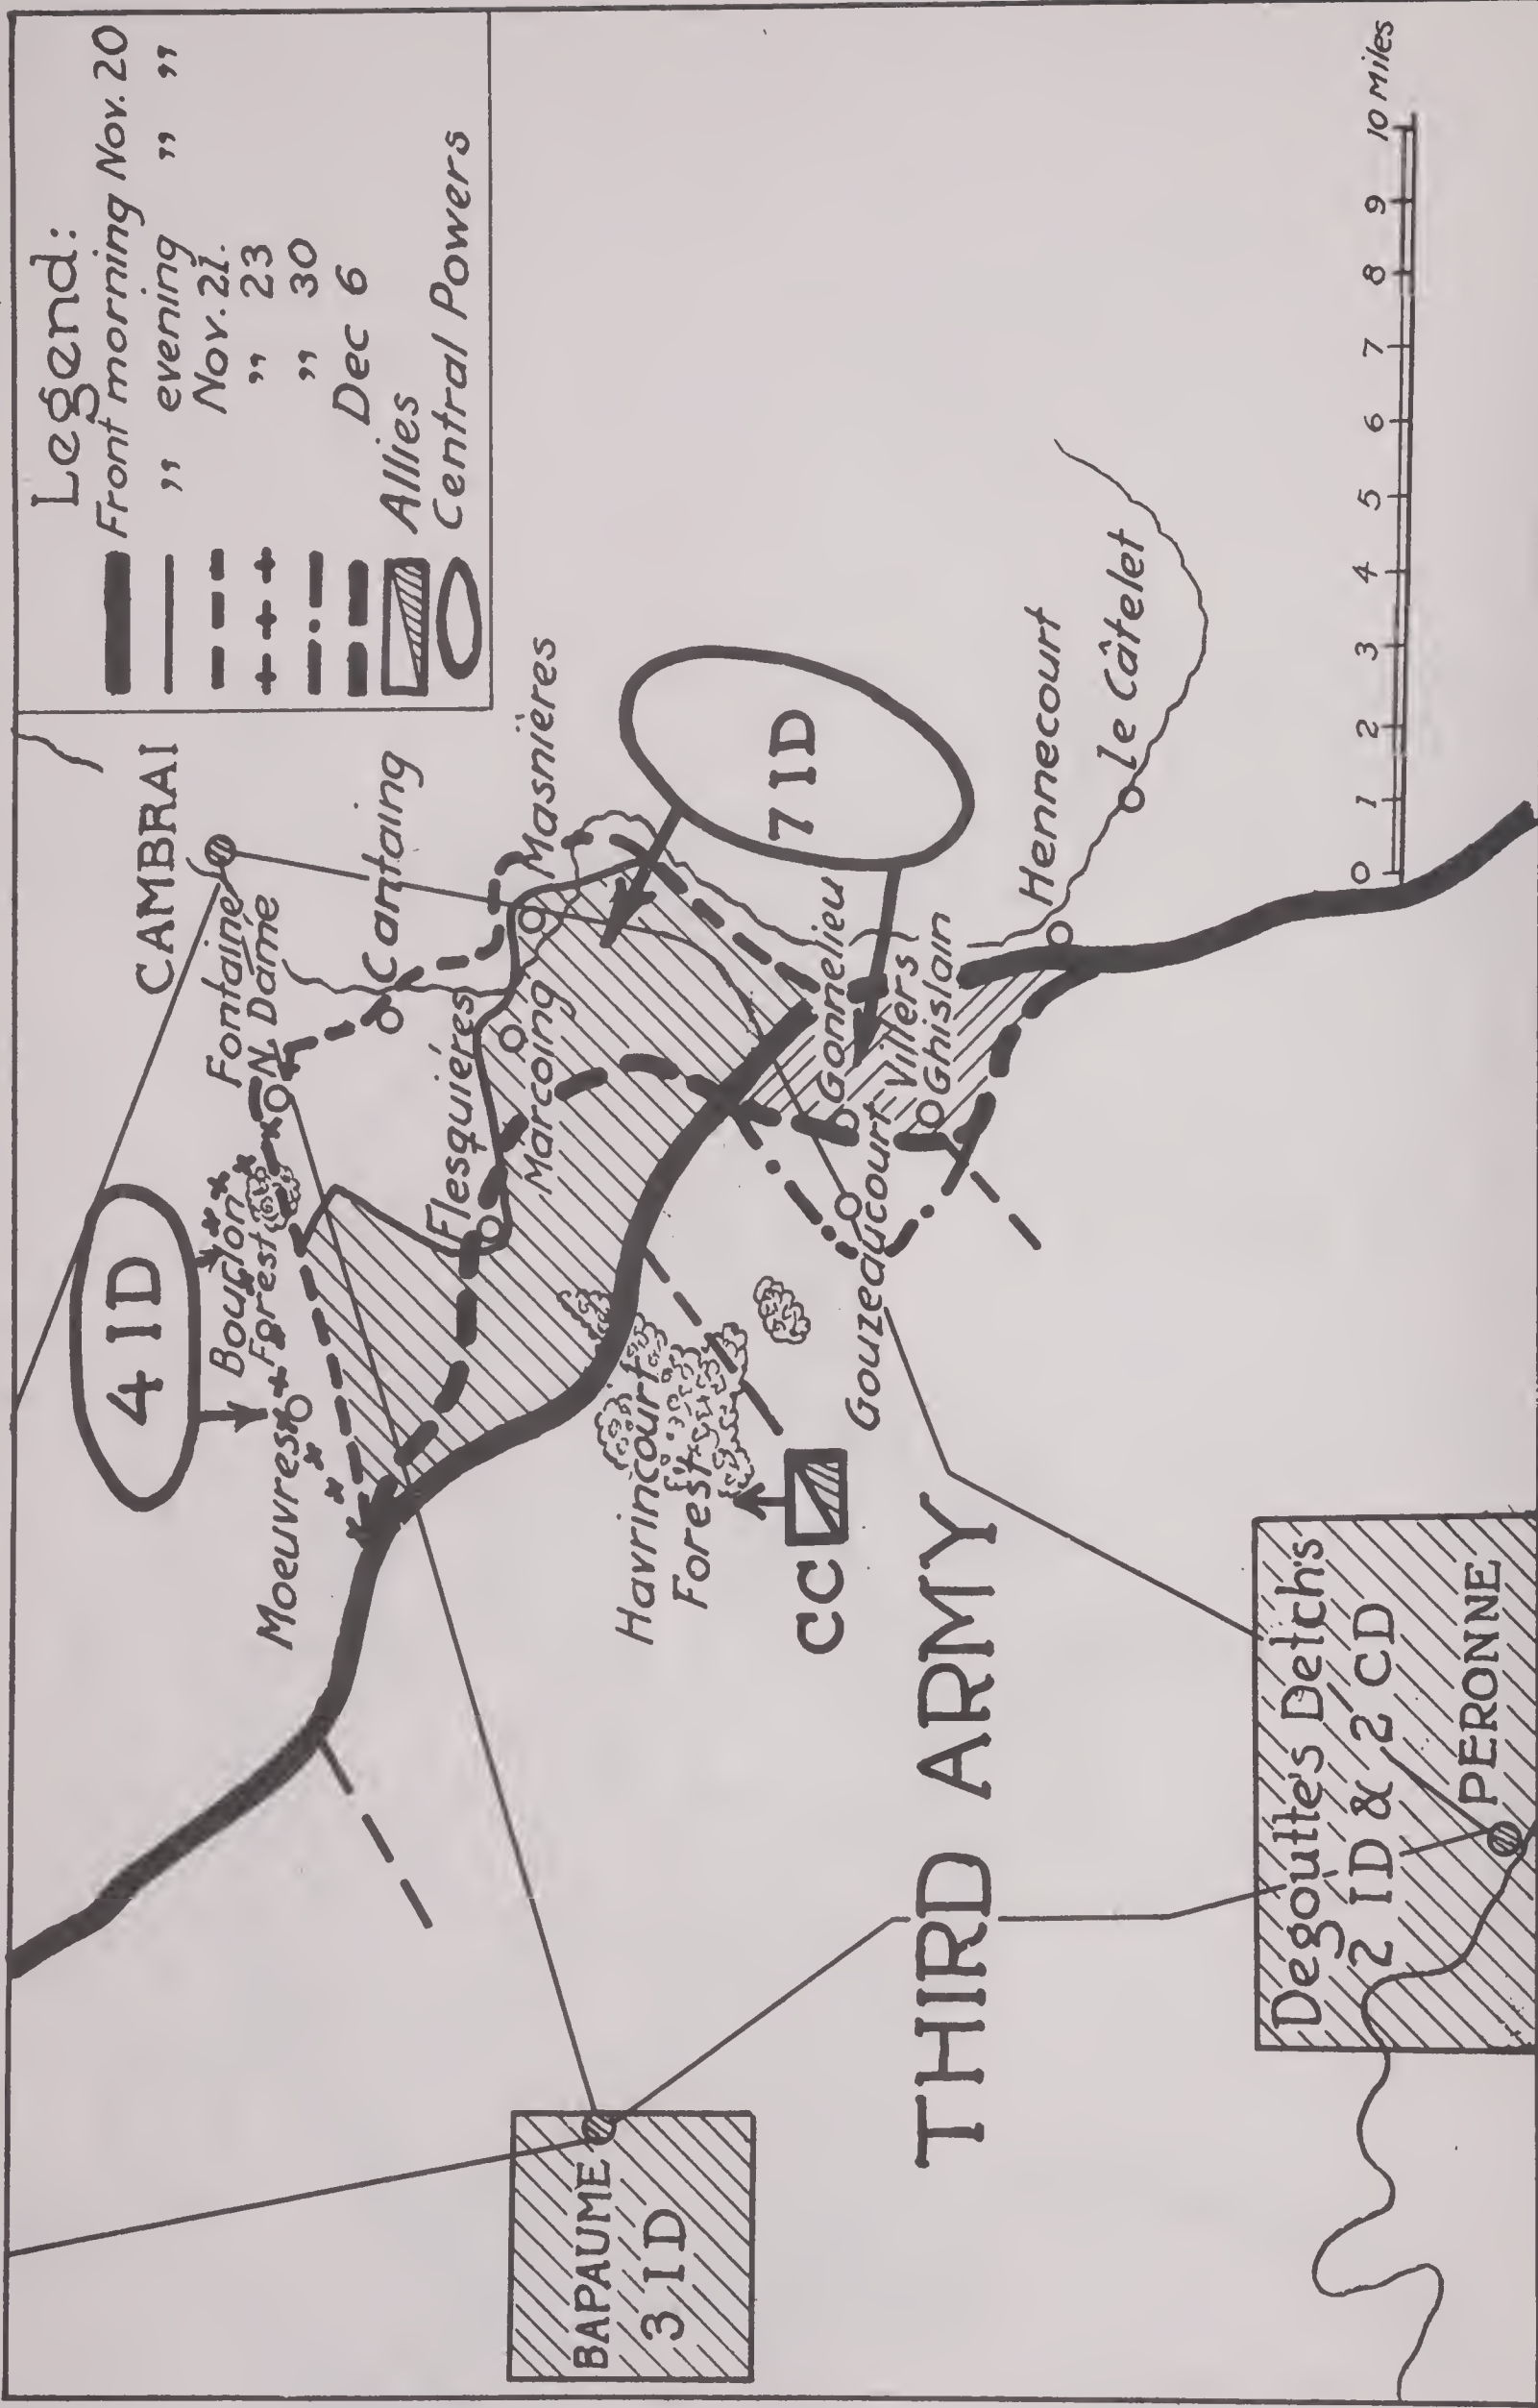 Legend:
Front morning Nov. 20
„ evening „ „
Nov. 21.
„ 23
„ 30
Dec 6
Allies
Central Powers
CAMBRAI
4 ID
Fontaine
N. Dame
Bourlon
Forest
Moeuvres
Cantaing
Flesquiéres
Masnières
Marcoing
7 ID
Havrincourt
Forest
CC
Gonnelieu
Gouzeaucourt
Villers
Ghislain
Hennecourt
le Câtelet
BAPAUME
3 ID
THIRD ARMY
Degoutte's Detch's
2 ID & 2 CD
PERONNE
0 1 2 3 4 5 6 7 8 9 10 Miles